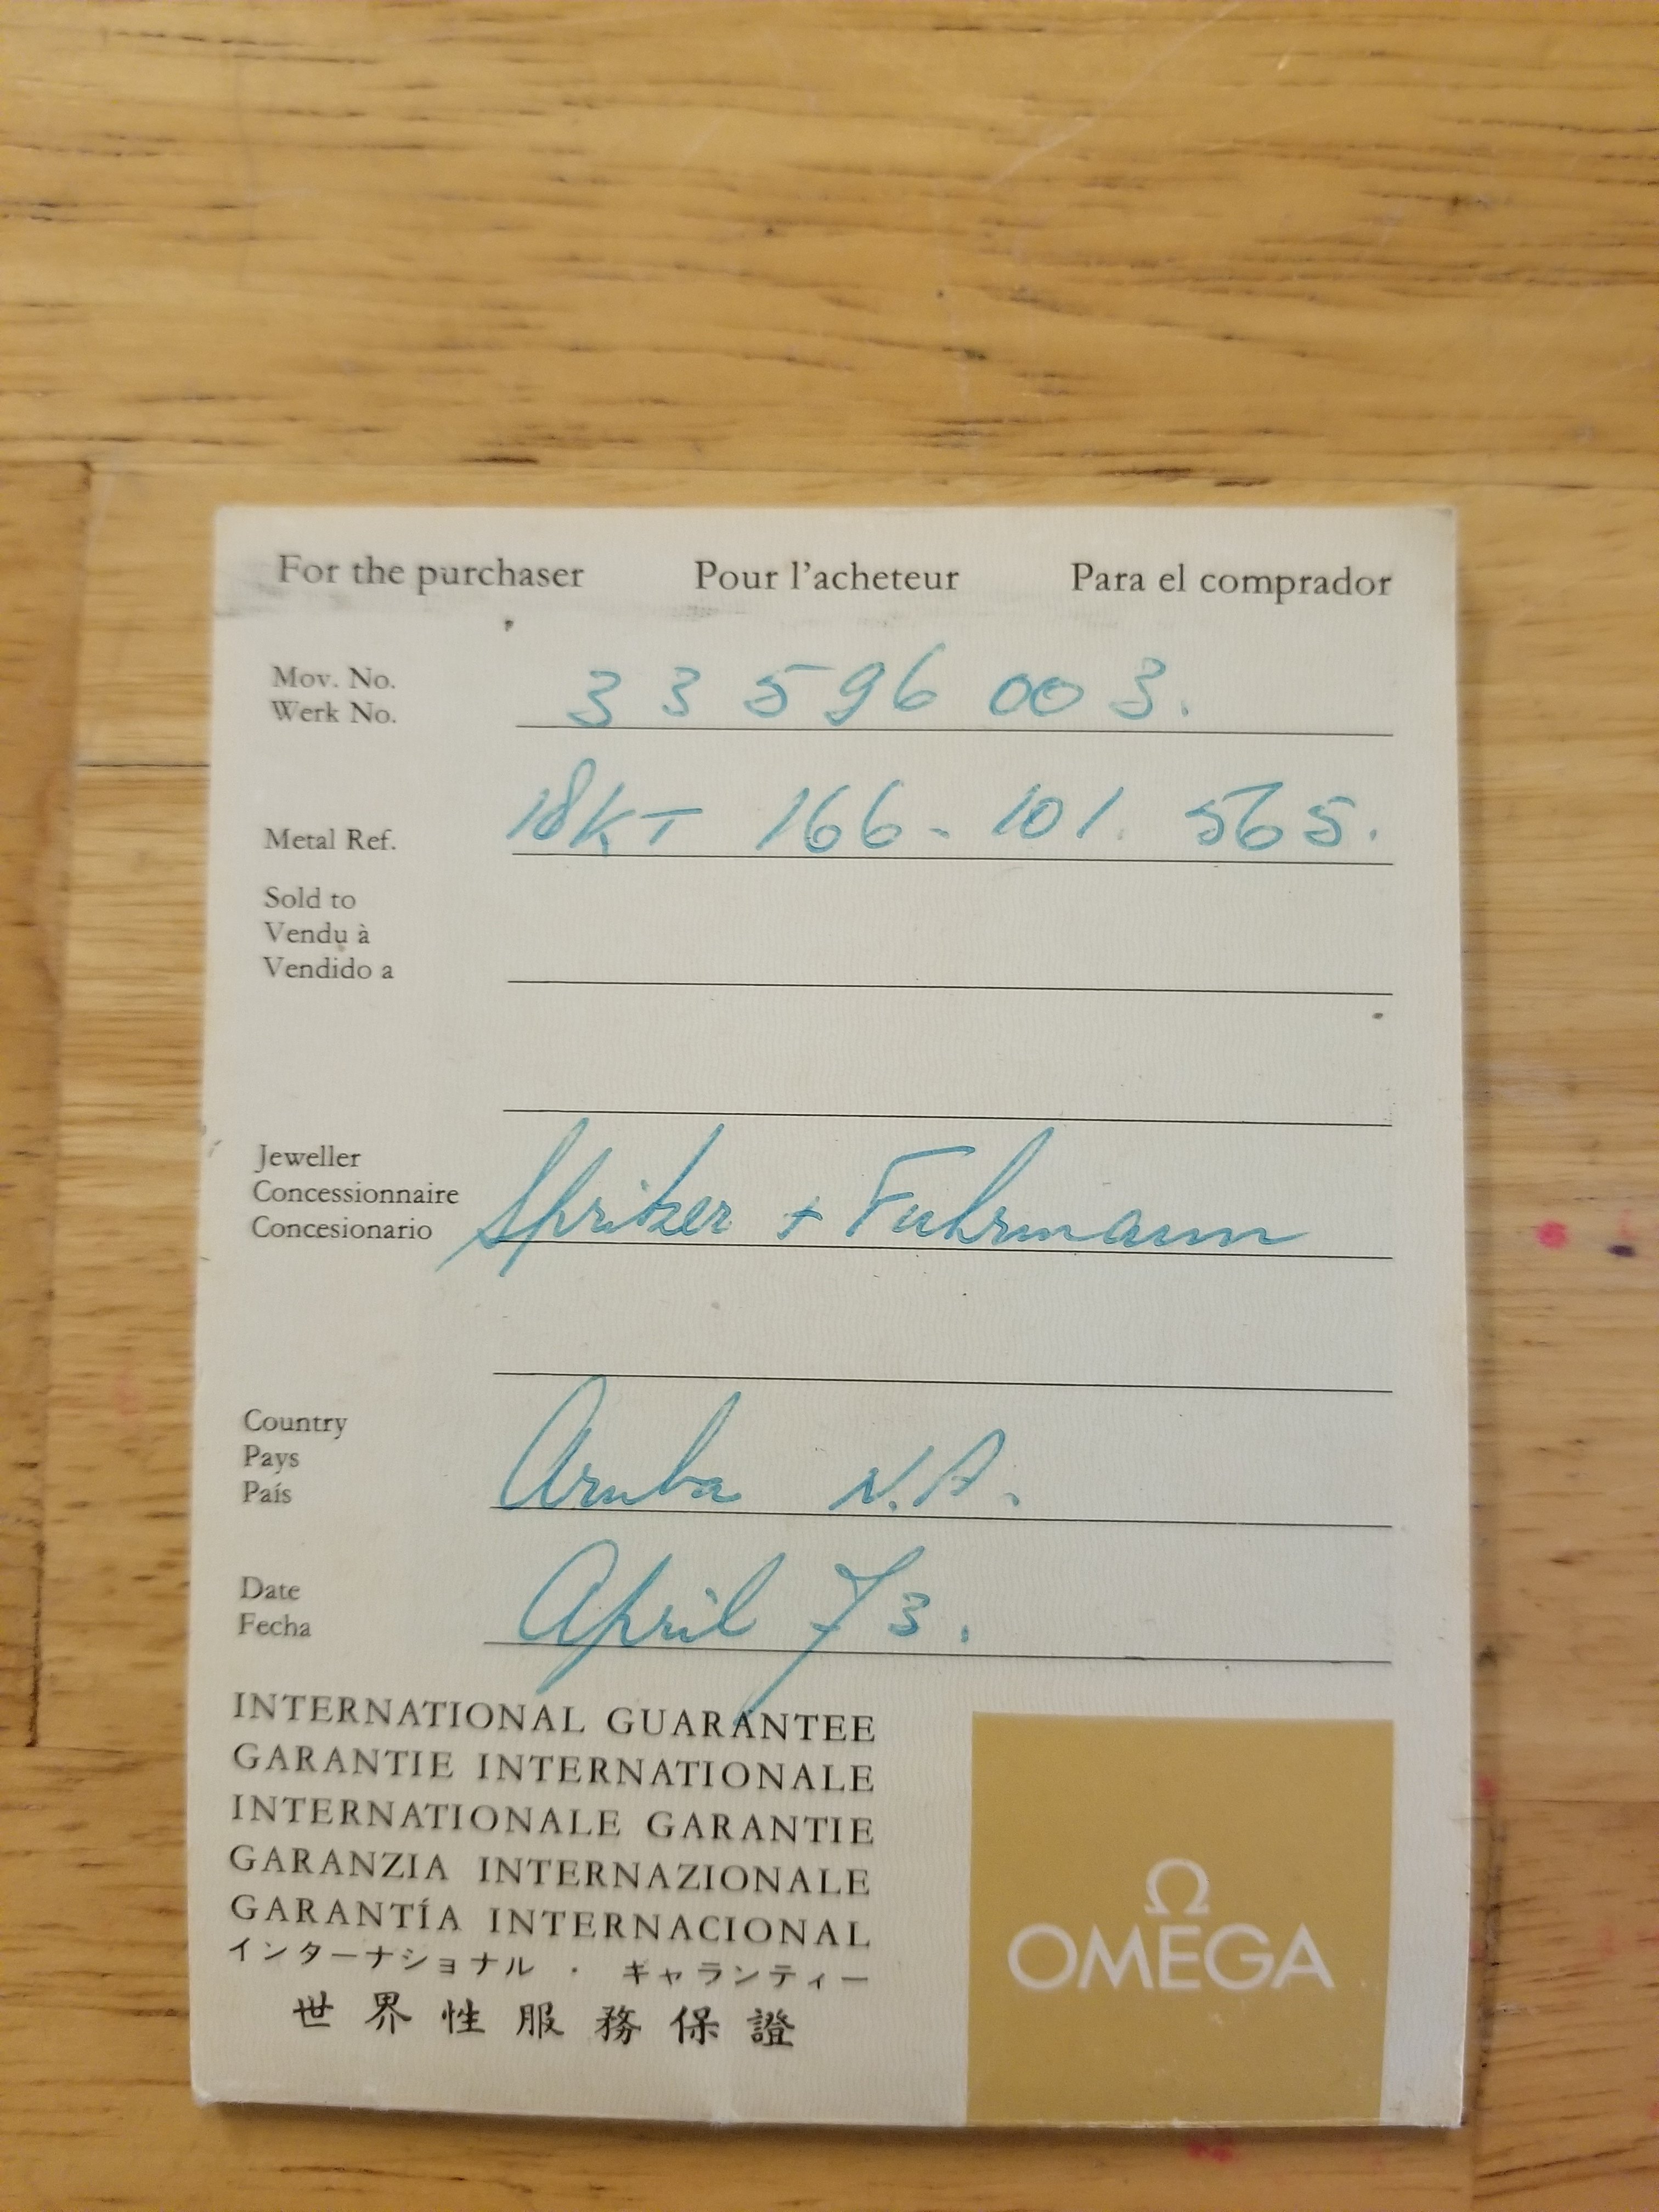 For the purchaser Pour l'acheteur Para el comprador
Mov. No.
Werk No. 33 596 003.
Metal Ref. 18KT 166-101. 565.
Sold to
Vendu à
Vendido a
Jeweller
Concessionnaire
Concesionario Spritzer + Fuhrmann
Country
Pays
País Aruba N.A.
Date
Fecha April 73.
INTERNATIONAL GUARANTEE
GARANTIE INTERNATIONALE
INTERNATIONALE GARANTIE
GARANZIA INTERNAZIONALE
GARANTÍA INTERNACIONAL
インターナショナル ・ ギャランティー
世界性服務保證
Ω
OMEGA